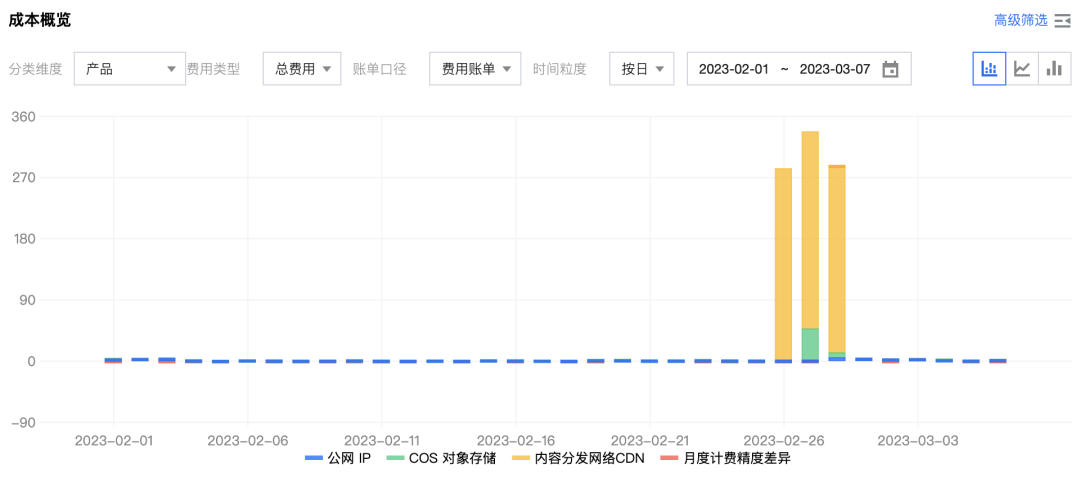 成本概览 高级筛选
分类维度 产品 费用类型 总费用 账单口径 费用账单 时间粒度 按日 2023-02-01 ~ 2023-03-07
360
270
180
90
0
-90
2023-02-01 2023-02-06 2023-02-11 2023-02-16 2023-02-21 2023-02-26 2023-03-03
公网 IP COS 对象存储 内容分发网络CDN 月度计费精度差异